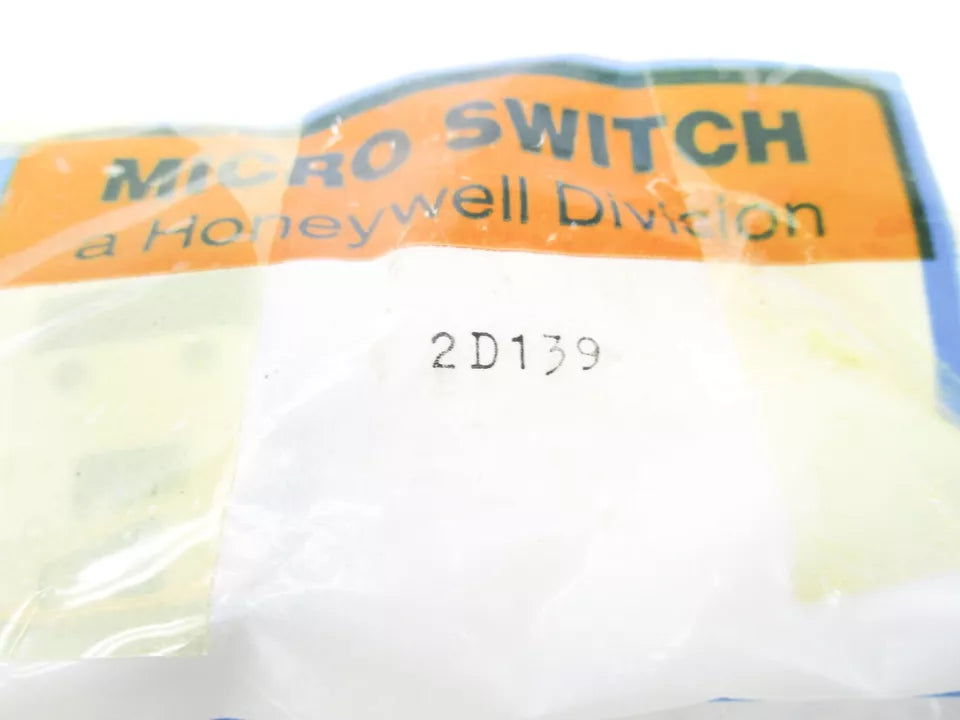 MICRO SWITCH
a Honeywell Division
2D139